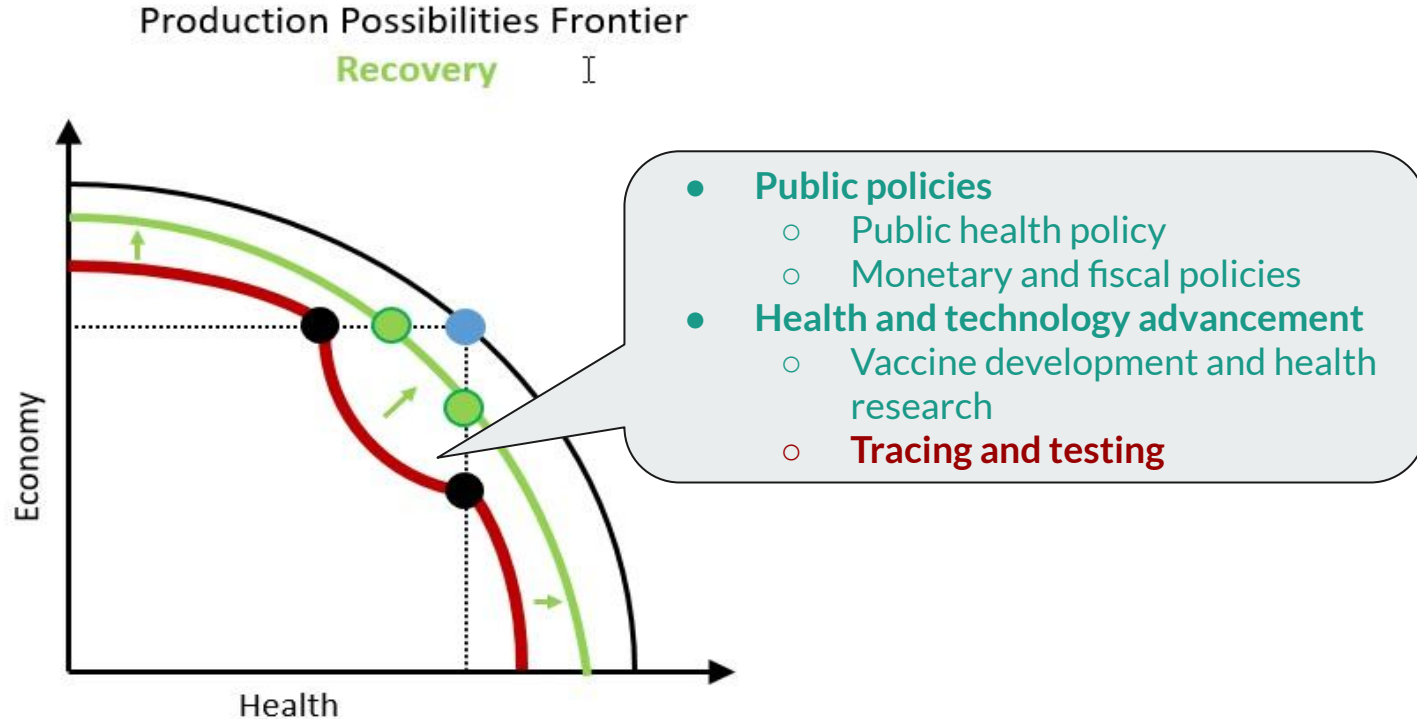 Production Possibilities Frontier
Recovery
● Public policies
○ Public health policy
○ Monetary and fiscal policies
● Health and technology advancement
○ Vaccine development and health
research
○ Tracing and testing
Economy
Health